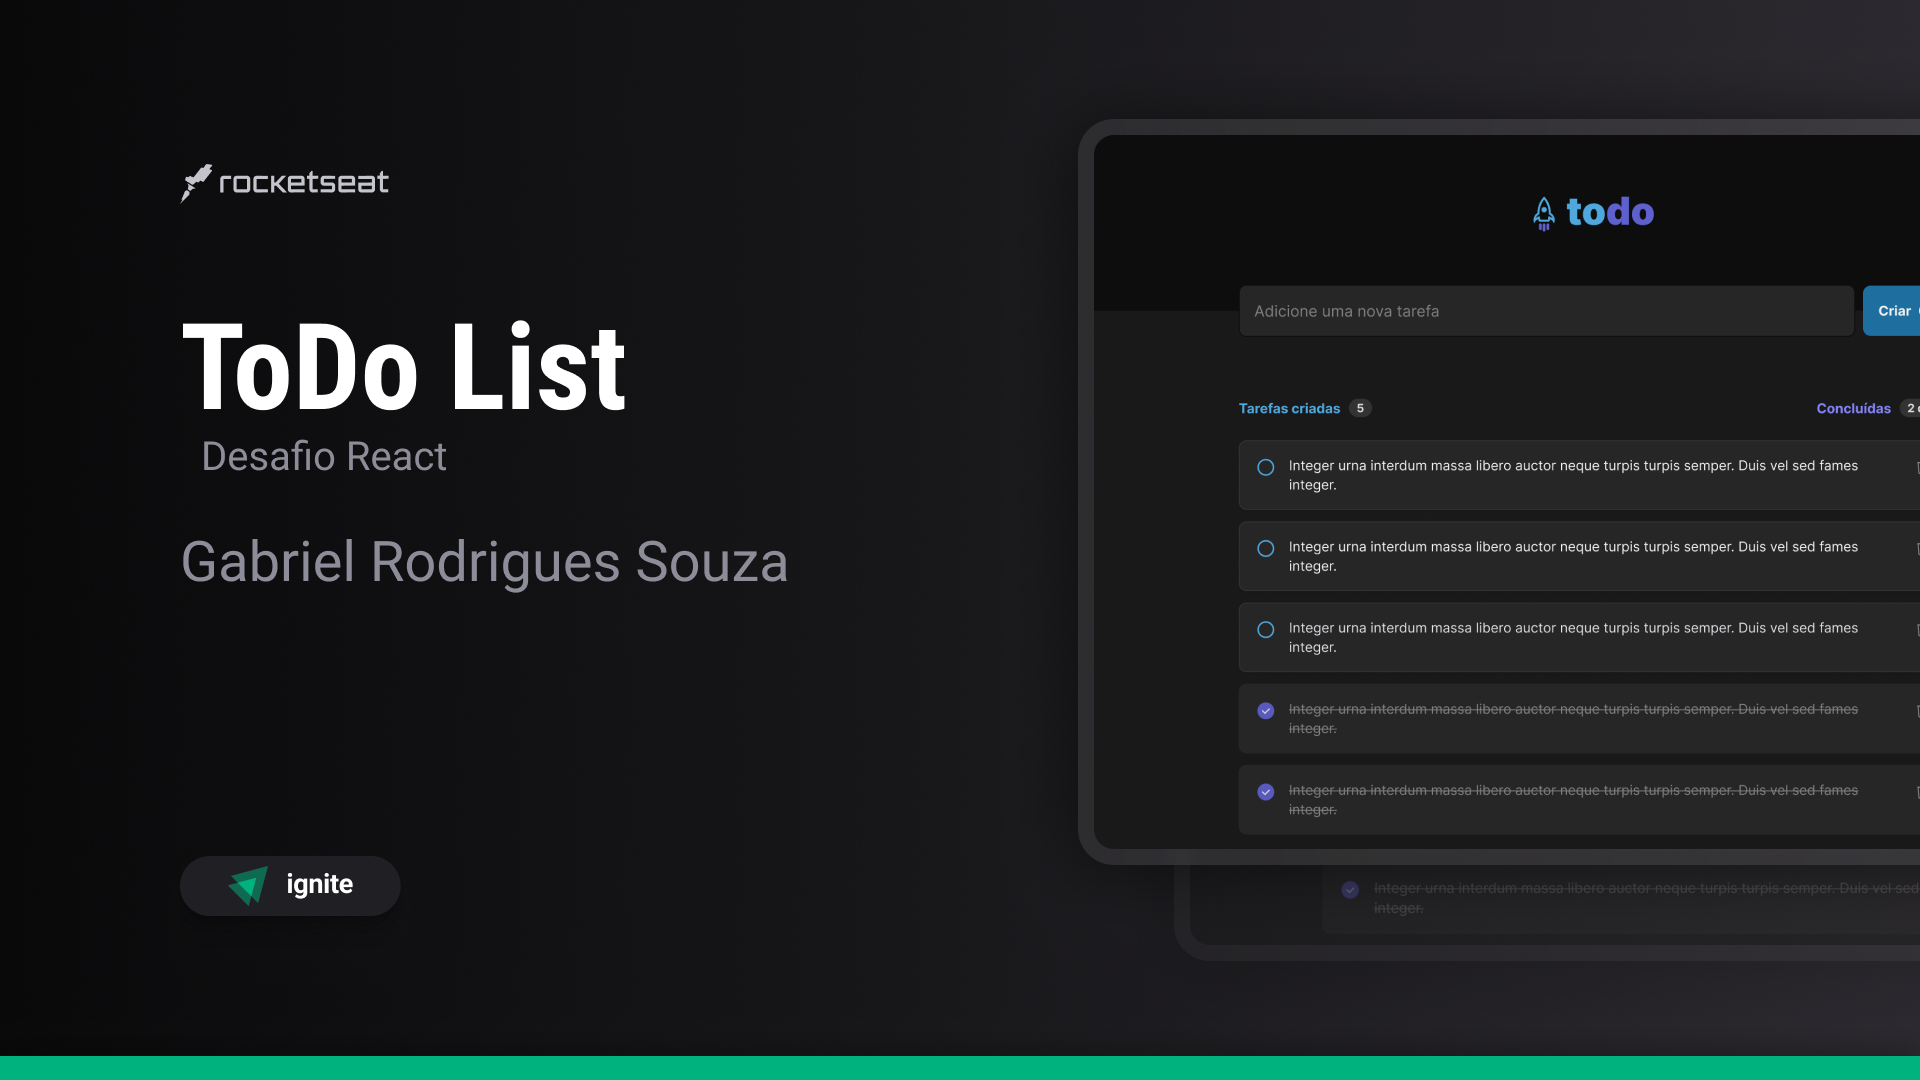 rocketseat
ToDo List
Desafio React
Gabriel Rodrigues Souza
ignite
todo
Adicione uma nova tarefa
Criar
Tarefas criadas 5
Concluídas 2
Integer urna interdum massa libero auctor neque turpis turpis semper. Duis vel sed fames
integer.
Integer urna interdum massa libero auctor neque turpis turpis semper. Duis vel sed fames
integer.
Integer urna interdum massa libero auctor neque turpis turpis semper. Duis vel sed fames
integer.
Integer urna interdum massa libero auctor neque turpis turpis semper. Duis vel sed fames
integer.
Integer urna interdum massa libero auctor neque turpis turpis semper. Duis vel sed fames
integer.
Integer urna interdum massa libero auctor neque turpis turpis semper. Duis vel sed
integer.